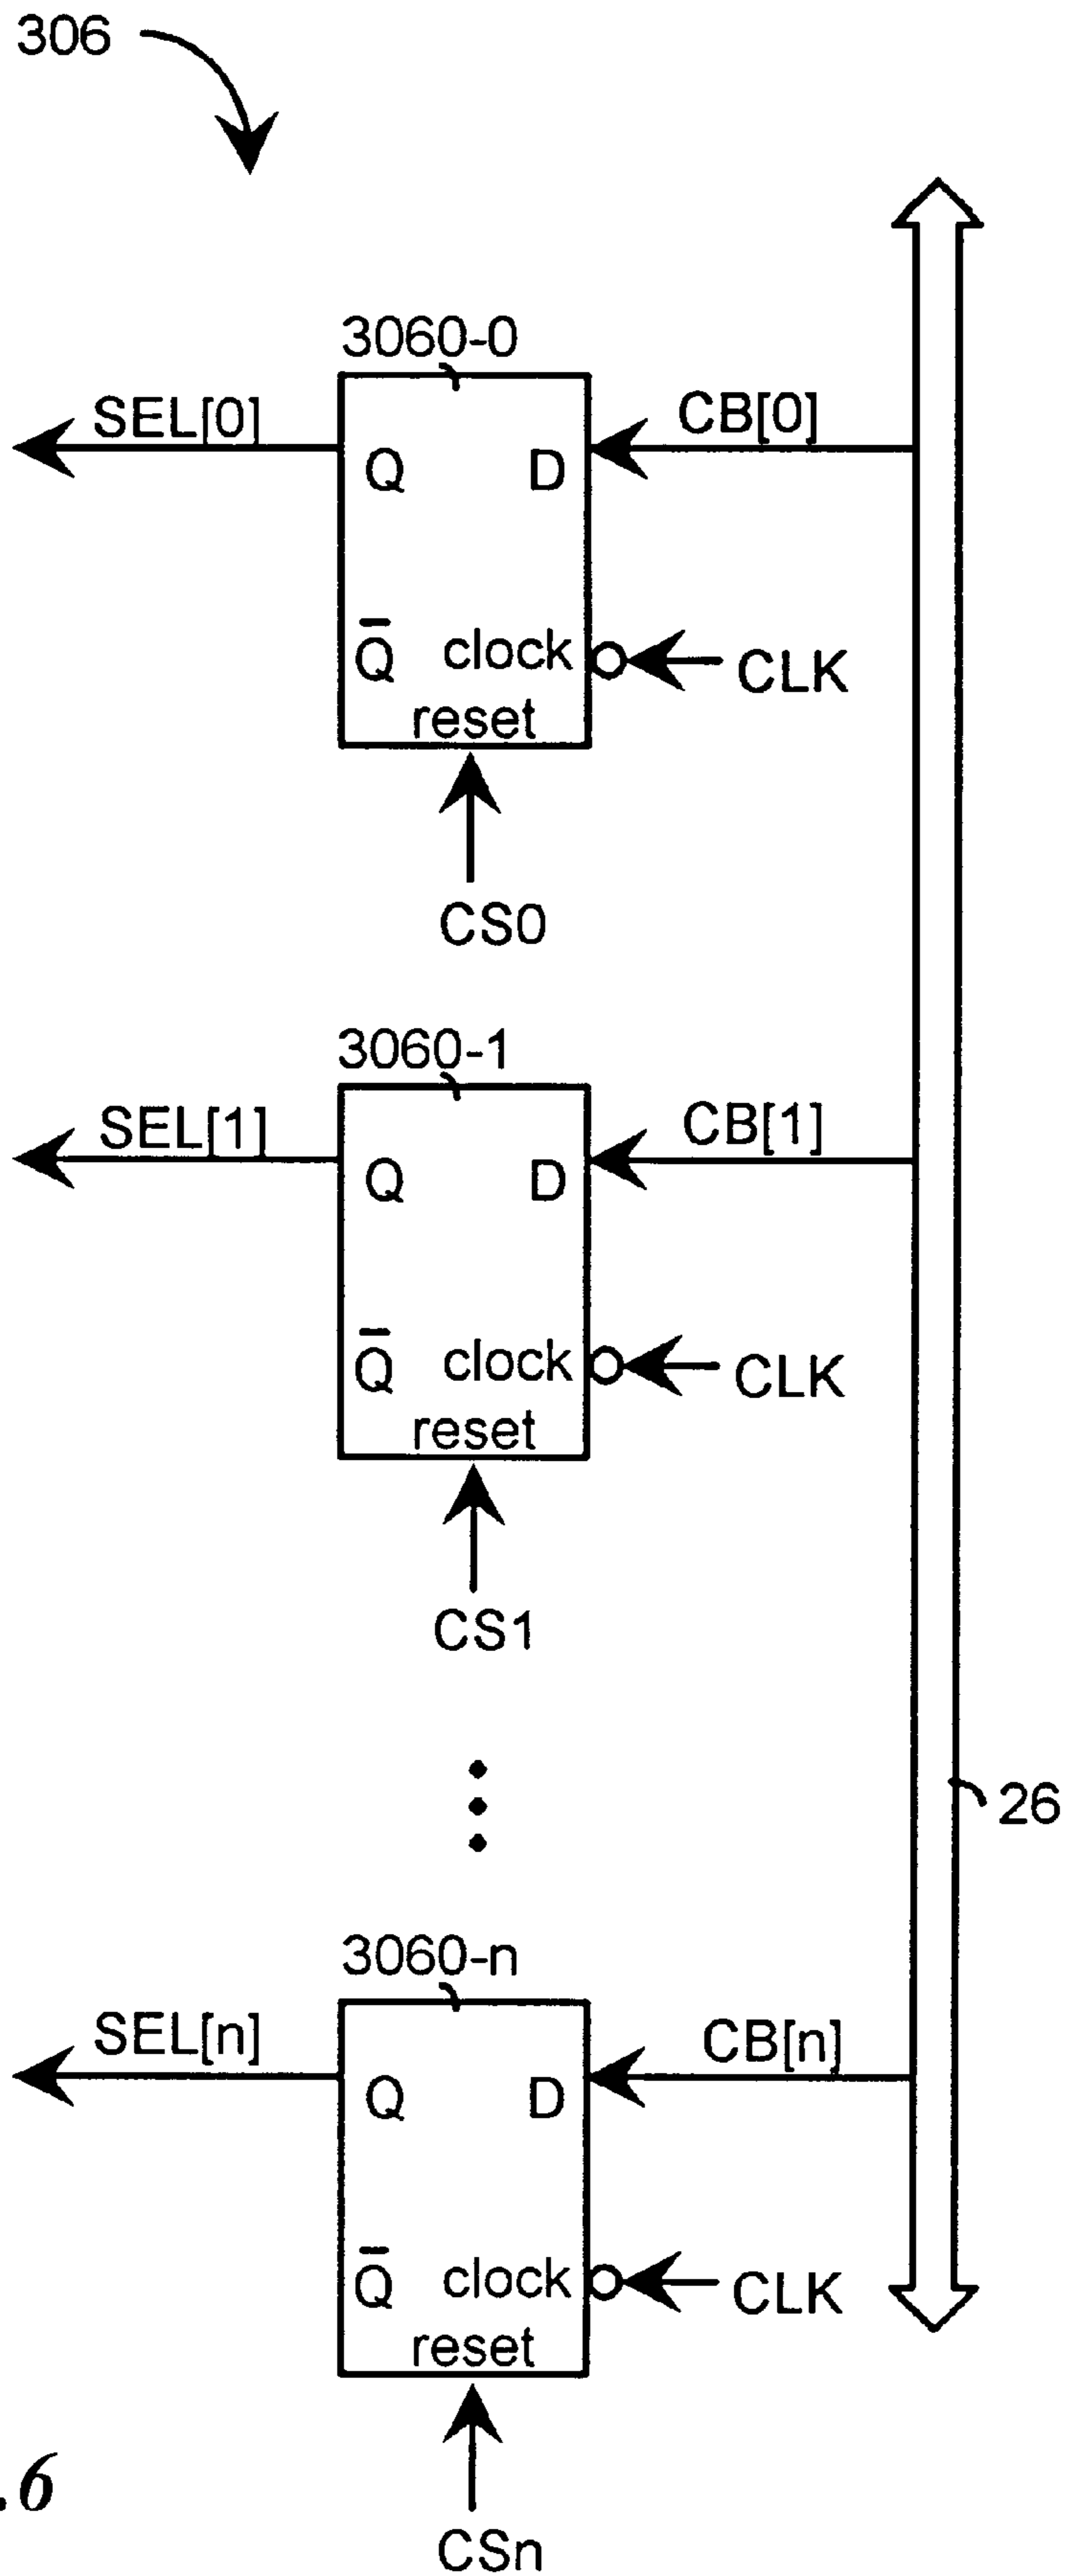 306
3060-0
SEL[0]
CB[0]
Q D
Q̅ clock
CLK
reset
CS0
3060-1
SEL[1]
CB[1]
Q D
Q̅ clock
CLK
reset
CS1
26
3060-n
SEL[n]
CB[n]
Q D
Q̅ clock
CLK
reset
.6
CSn